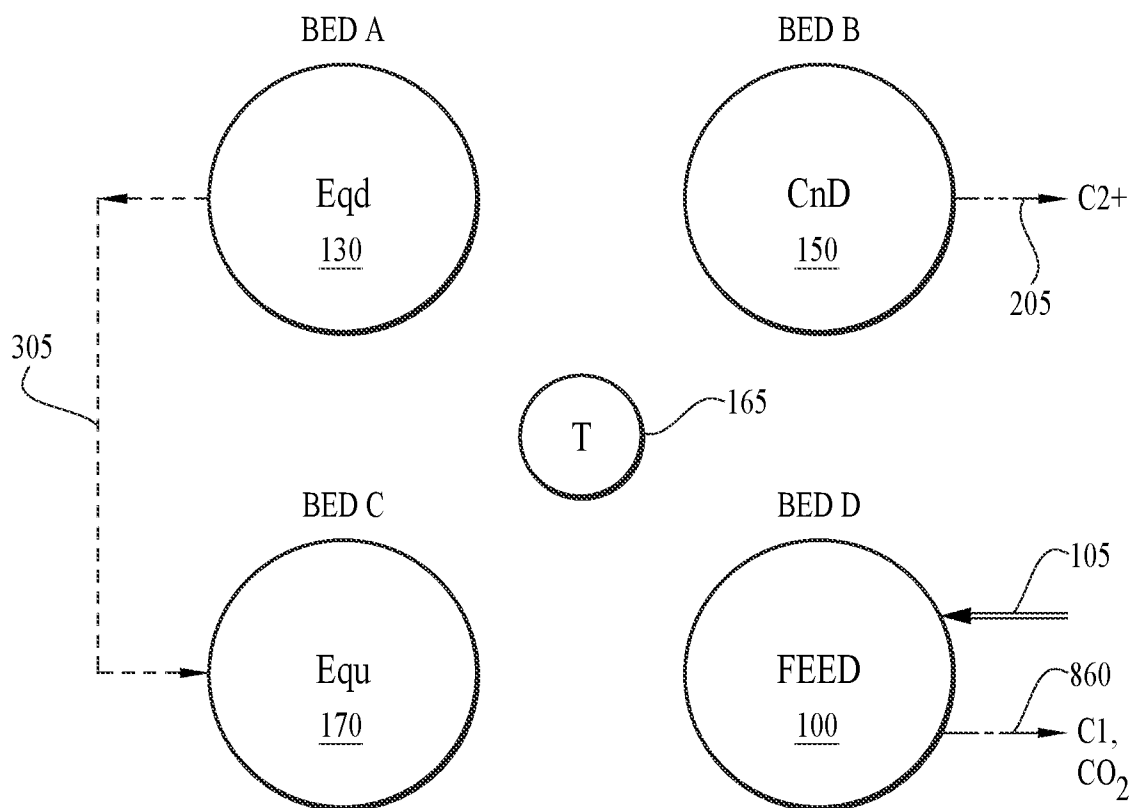 BED A
BED B
Eqd
130
CnD
150
C2+
205
305
T
165
BED C
BED D
105
Equ
170
FEED
100
860
C1,
CO2